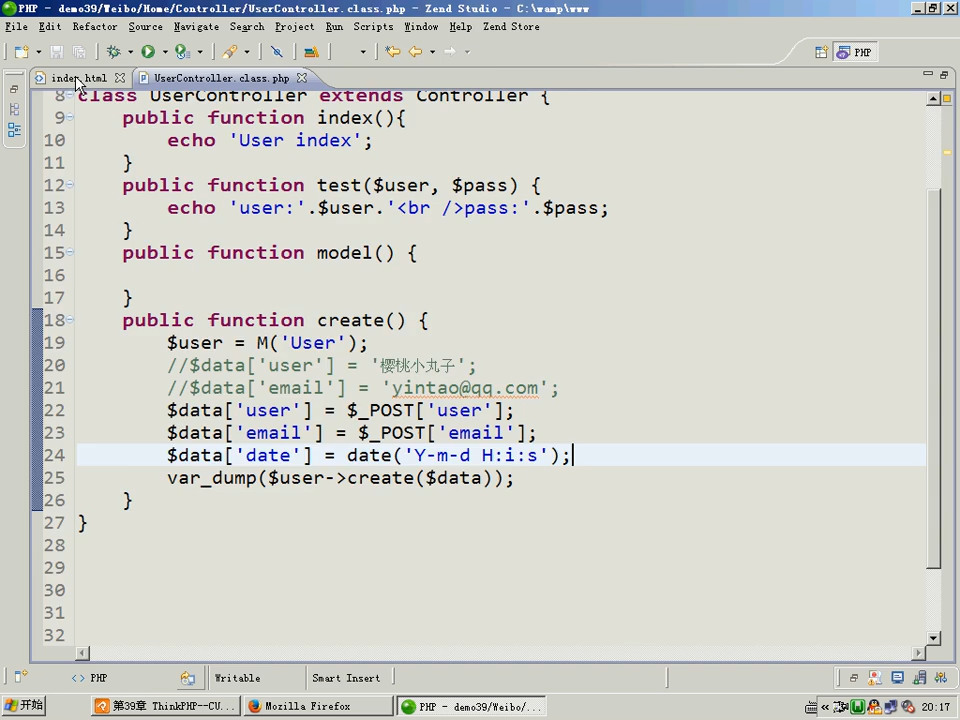 PHP - demo39/Weibo/Home/Controller/UserController.class.php - Zend Studio - C:\wamp\www
File Edit Refactor Source Navigate Search Project Run Scripts Window Help Zend Store
PHP
index.html UserController.class.php
8 class UserController extends Controller {
9 public function index(){
10 echo 'User index';
11 }
12 public function test($user, $pass) {
13 echo 'user:'.$user.'<br />pass:'.$pass;
14 }
15 public function model() {
16
17 }
18 public function create() {
19 $user = M('User');
20 //$data['user'] = '樱桃小丸子';
21 //$data['email'] = 'yintao@qq.com';
22 $data['user'] = $_POST['user'];
23 $data['email'] = $_POST['email'];
24 $data['date'] = date('Y-m-d H:i:s');
25 var_dump($user->create($data));
26 }
27 }
28
29
30
31
32
<> PHP Writable Smart Insert
开始 第39章 ThinkPHP--CU... Mozilla Firefox PHP - demo39/Weibo/... 20:17